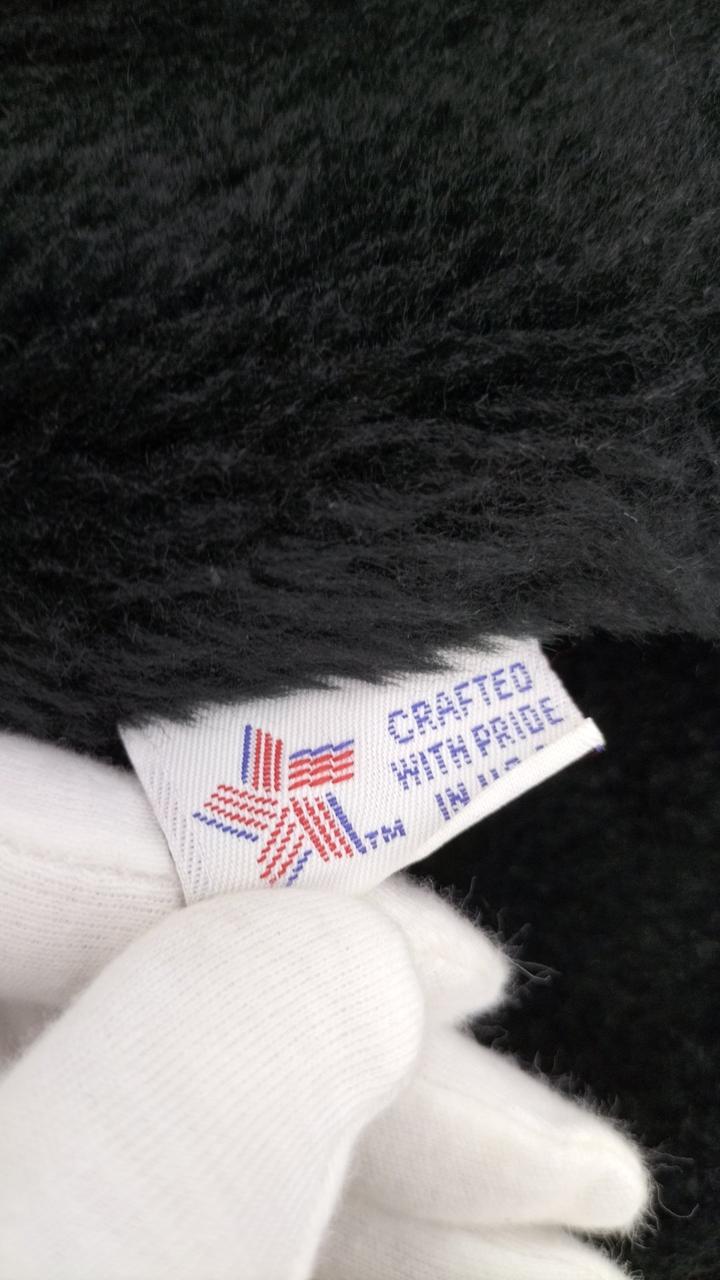 CRAFTED
WITH PRIDE
IN U.S.
TM